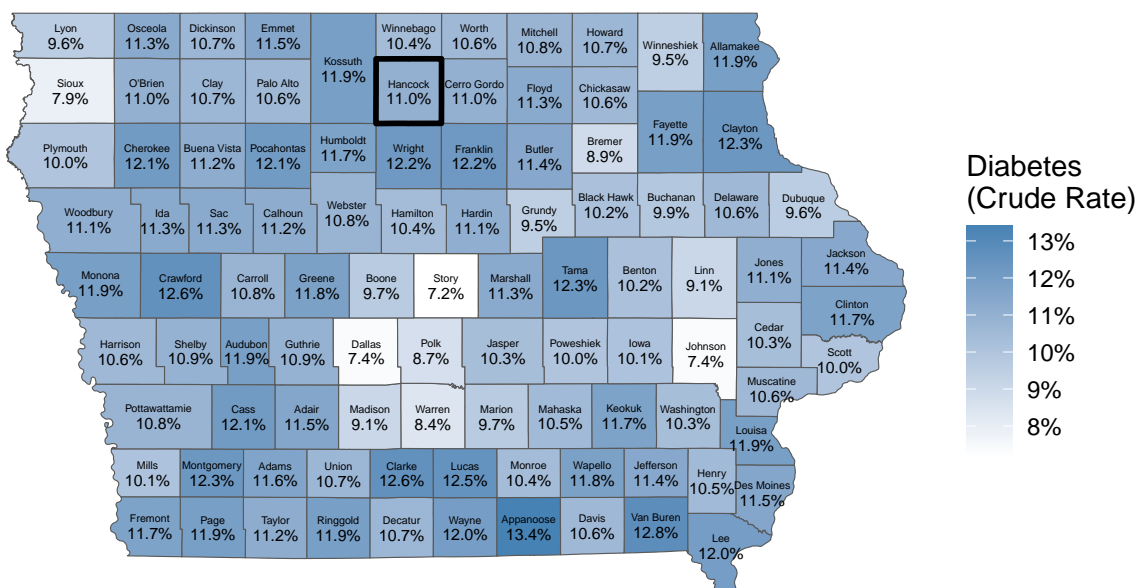 Lyon
9.6%
Osceola
11.3%
Dickinson
10.7%
Emmet
11.5%
Kossuth
11.9%
Winnebago
10.4%
Worth
10.6%
Mitchell
10.8%
Howard
10.7%
Winneshiek
9.5%
Allamakee
11.9%
Sioux
7.9%
O'Brien
11.0%
Clay
10.7%
Palo Alto
10.6%
Hancock
11.0%
Cerro Gordo
11.0%
Floyd
11.3%
Chickasaw
10.6%
Plymouth
10.0%
Cherokee
12.1%
Buena Vista
11.2%
Pocahontas
12.1%
Humboldt
11.7%
Wright
12.2%
Franklin
12.2%
Butler
11.4%
Bremer
8.9%
Fayette
11.9%
Clayton
12.3%
Woodbury
11.1%
Ida
11.3%
Sac
11.3%
Calhoun
11.2%
Webster
10.8%
Hamilton
10.4%
Hardin
11.1%
Grundy
9.5%
Black Hawk
10.2%
Buchanan
9.9%
Delaware
10.6%
Dubuque
9.6%
Monona
11.9%
Crawford
12.6%
Carroll
10.8%
Greene
11.8%
Boone
9.7%
Story
7.2%
Marshall
11.3%
Tama
12.3%
Benton
10.2%
Linn
9.1%
Jones
11.1%
Jackson
11.4%
Clinton
11.7%
Harrison
10.6%
Shelby
10.9%
Audubon
11.9%
Guthrie
10.9%
Dallas
7.4%
Polk
8.7%
Jasper
10.3%
Poweshiek
10.0%
Iowa
10.1%
Johnson
7.4%
Cedar
10.3%
Scott
10.0%
Muscatine
10.6%
Pottawattamie
10.8%
Cass
12.1%
Adair
11.5%
Madison
9.1%
Warren
8.4%
Marion
9.7%
Mahaska
10.5%
Keokuk
11.7%
Washington
10.3%
Louisa
11.9%
Mills
10.1%
Montgomery
12.3%
Adams
11.6%
Union
10.7%
Clarke
12.6%
Lucas
12.5%
Monroe
10.4%
Wapello
11.8%
Jefferson
11.4%
Henry
10.5%
Des Moines
11.5%
Fremont
11.7%
Page
11.9%
Taylor
11.2%
Ringgold
11.9%
Decatur
10.7%
Wayne
12.0%
Appanoose
13.4%
Davis
10.6%
Van Buren
12.8%
Lee
12.0%
Diabetes
(Crude Rate)
13%
12%
11%
10%
9%
8%